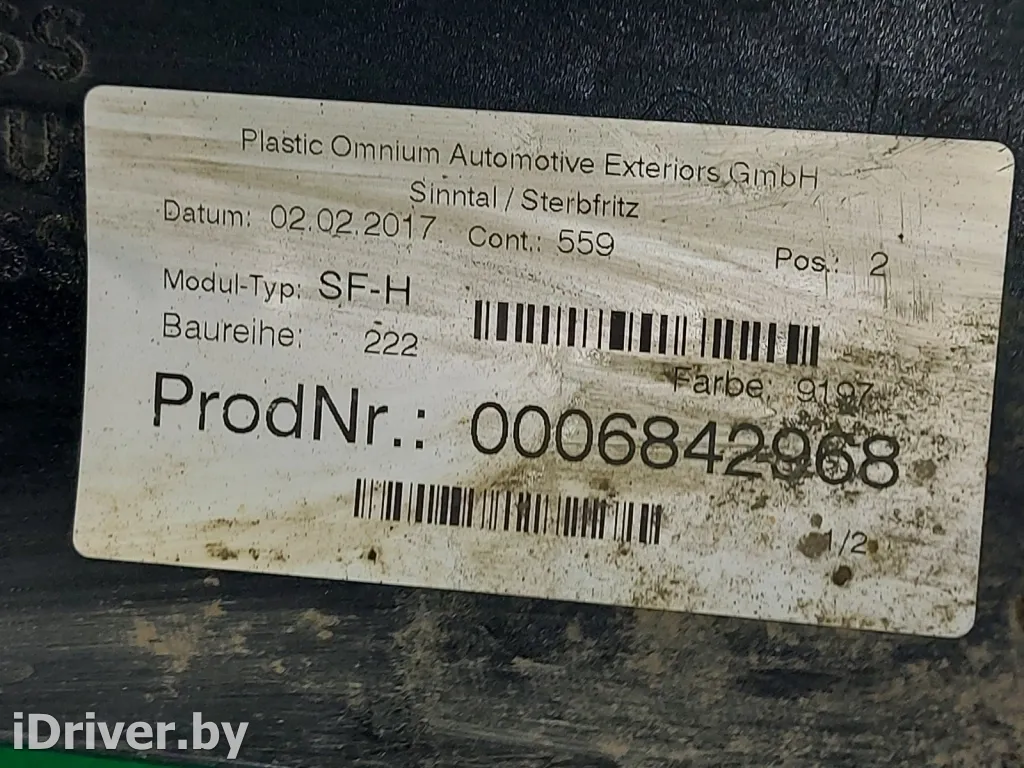 Plastic Omnium Automotive Exteriors GmbH
Sinntal / Sterbfritz
Datum: 02.02.2017 Cont.: 559 Pos.: 2
Modul-Typ: SF-H
Baureihe: 222
Farbe: 9197
ProdNr.: 0006842968
1/2
iDriver.by